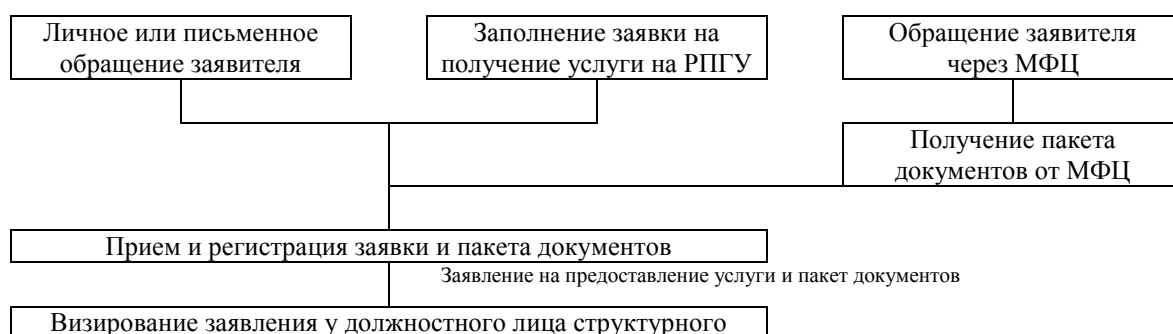 Личное или письменное
обращение заявителя
Заполнение заявки на
получение услуги на РПГУ
Обращение заявителя
через МФЦ
Получение пакета
документов от МФЦ
Прием и регистрация заявки и пакета документов
Заявление на предоставление услуги и пакет документов
Визирование заявления у должностного лица структурного